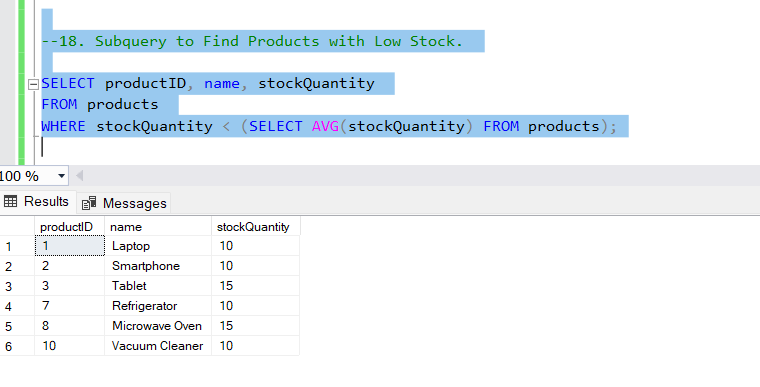 --18. Subquery to Find Products with Low Stock.
SELECT productID, name, stockQuantity
FROM products
WHERE stockQuantity < (SELECT AVG(stockQuantity) FROM products);
100 %
Results Messages
productID name stockQuantity
1 1 Laptop 10
2 2 Smartphone 10
3 3 Tablet 15
4 7 Refrigerator 10
5 8 Microwave Oven 15
6 10 Vacuum Cleaner 10